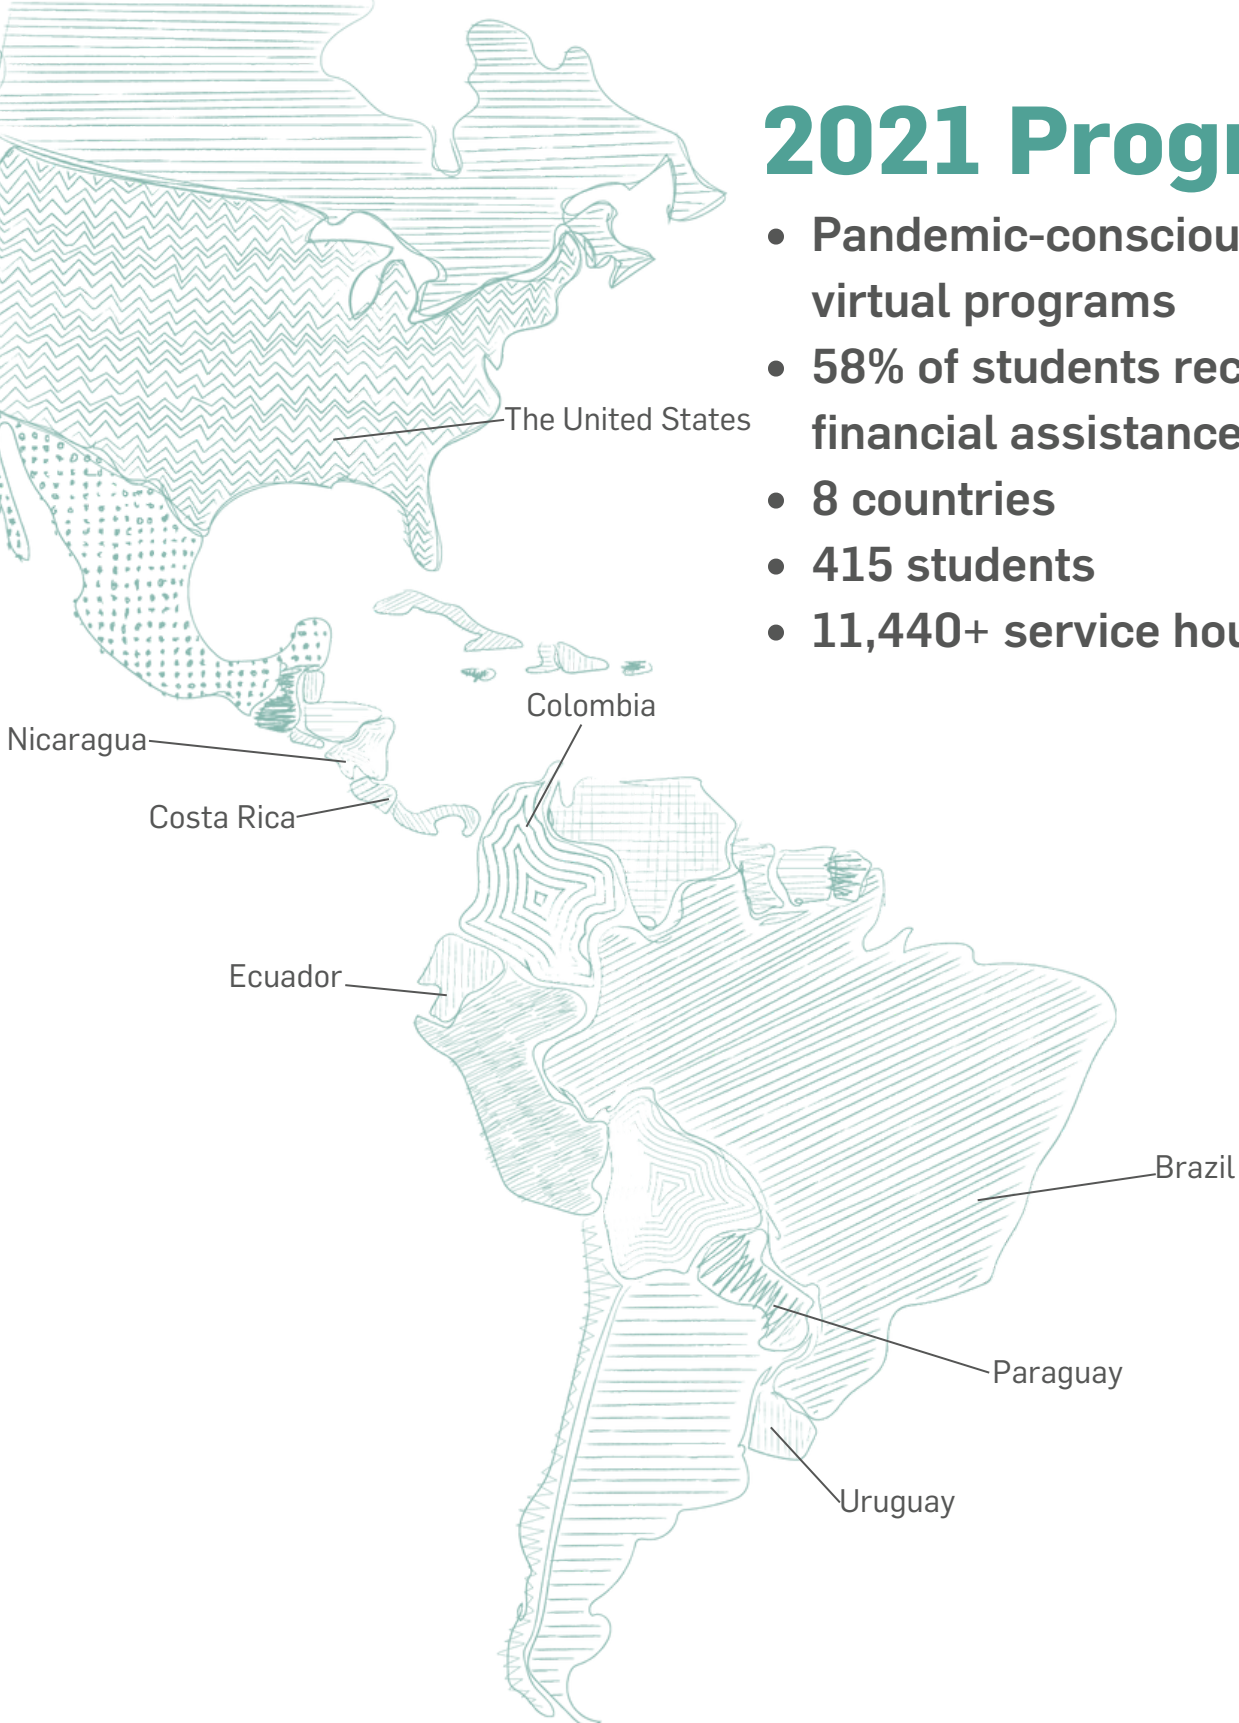 2021 Progr
• Pandemic-consciou
virtual programs
• 58% of students rec
financial assistance
• 8 countries
• 415 students
• 11,440+ service hou
The United States
Colombia
Nicaragua
Costa Rica
Ecuador
Brazil
Paraguay
Uruguay